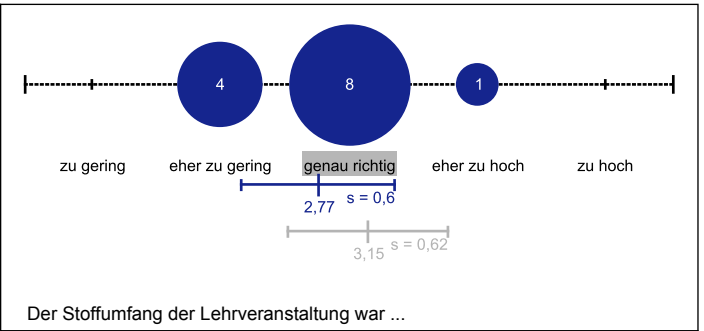 4 8 1
zu gering eher zu gering genau richtig eher zu hoch zu hoch
2,77 s = 0,6
3,15 s = 0,62
Der Stoffumfang der Lehrveranstaltung war ...